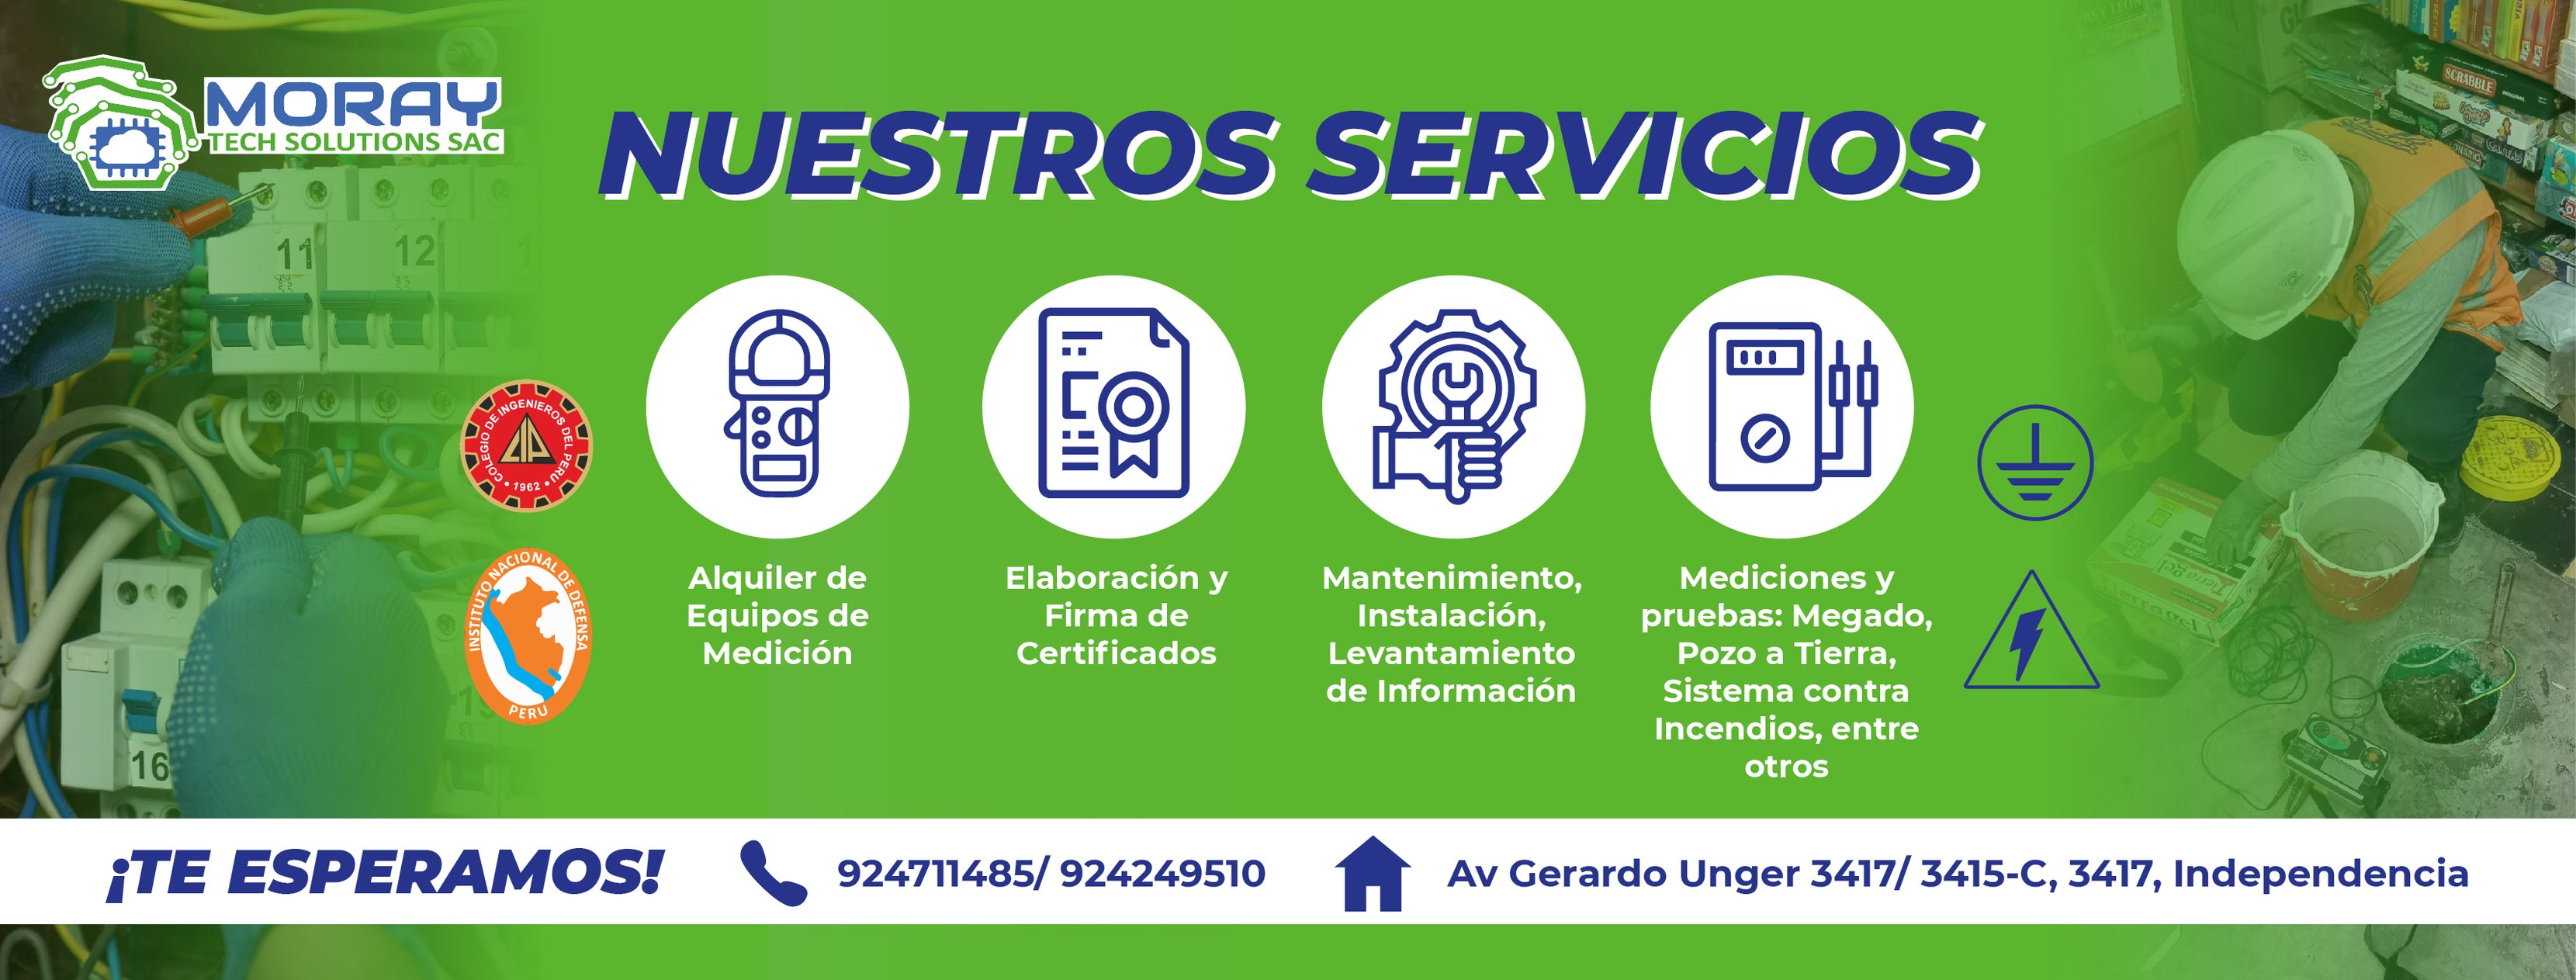 MORAY
TECH SOLUTIONS SAC
NUESTROS SERVICIOS
11
12
COLEGIO DE INGENIEROS DEL PERU
CIP
• 1962 •
INSTITUTO NACIONAL DE DEFENSA
PERU
Alquiler de
Equipos de
Medición
Elaboración y
Firma de
Certificados
Mantenimiento,
Instalación,
Levantamiento
de Información
Mediciones y
pruebas: Megado,
Pozo a Tierra,
Sistema contra
Incendios, entre
otros
SCRABBLE
16
¡TE ESPERAMOS!
924711485/ 924249510
Av Gerardo Unger 3417/ 3415-C, 3417, Independencia